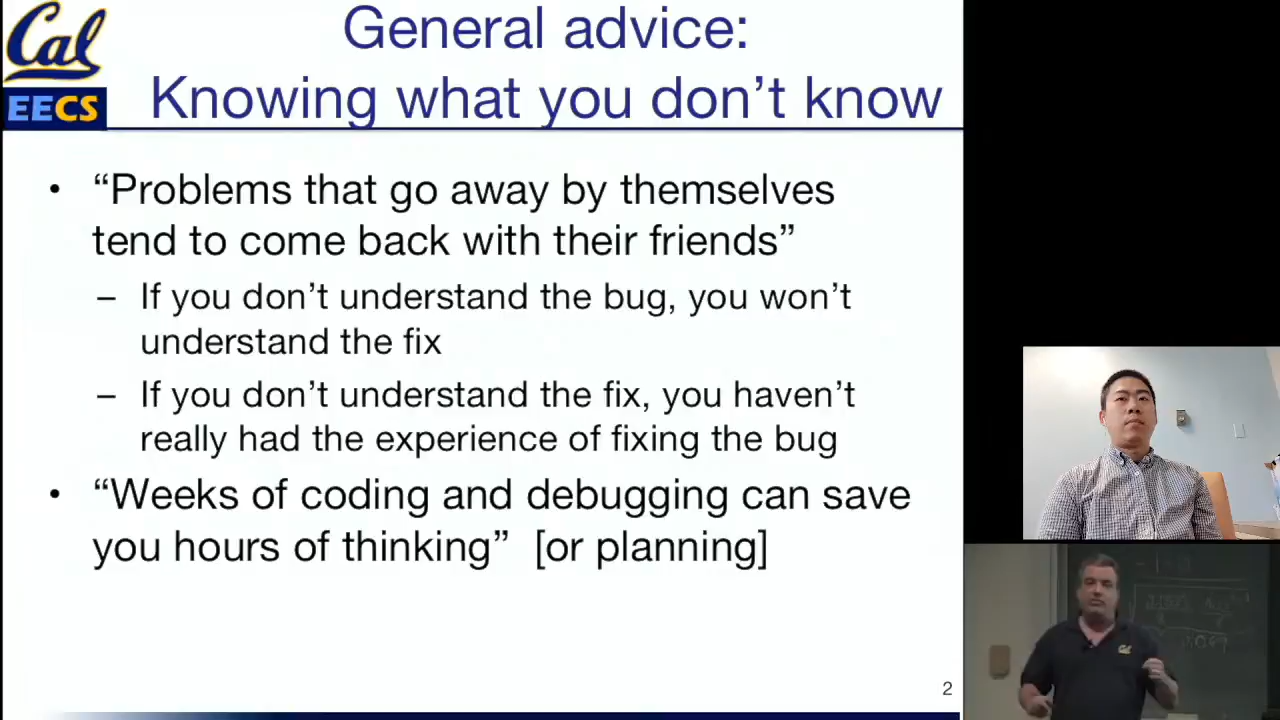 Cal
EECS
General advice:
Knowing what you don’t know
• “Problems that go away by themselves
tend to come back with their friends”
– If you don’t understand the bug, you won’t
understand the fix
– If you don’t understand the fix, you haven’t
really had the experience of fixing the bug
• “Weeks of coding and debugging can save
you hours of thinking” [or planning]
2
Cal